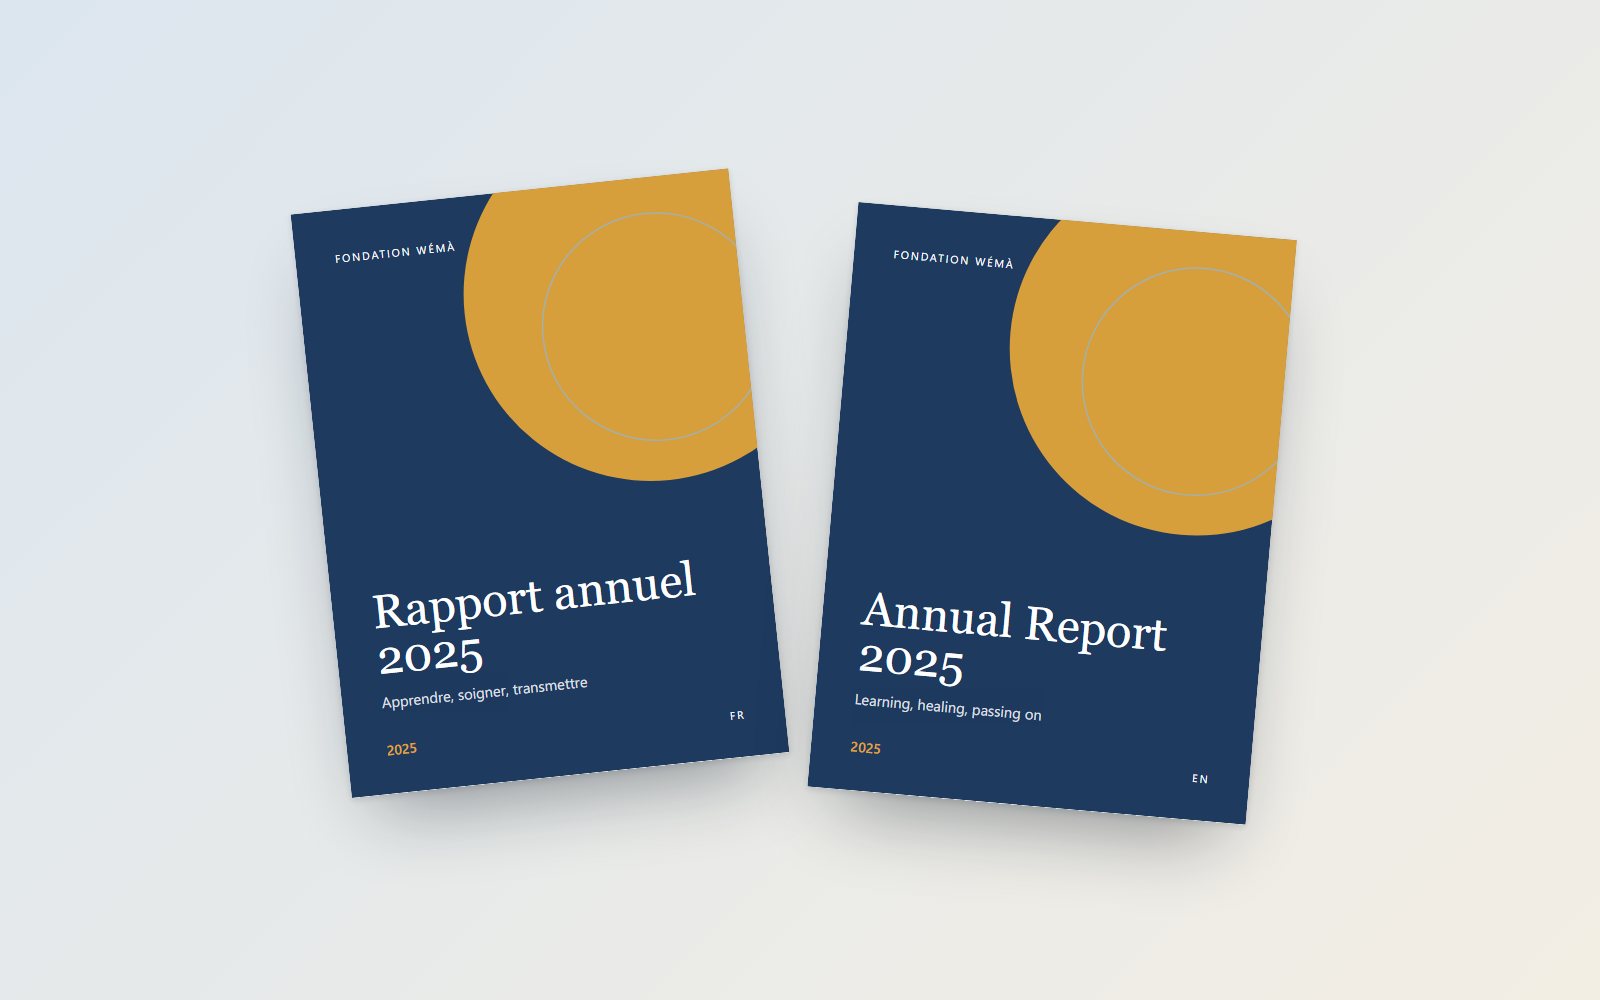 FONDATION WÉMÀ
Rapport annuel
2025
Apprendre, soigner, transmettre
2025
FR
FONDATION WÉMÀ
Annual Report
2025
Learning, healing, passing on
2025
EN